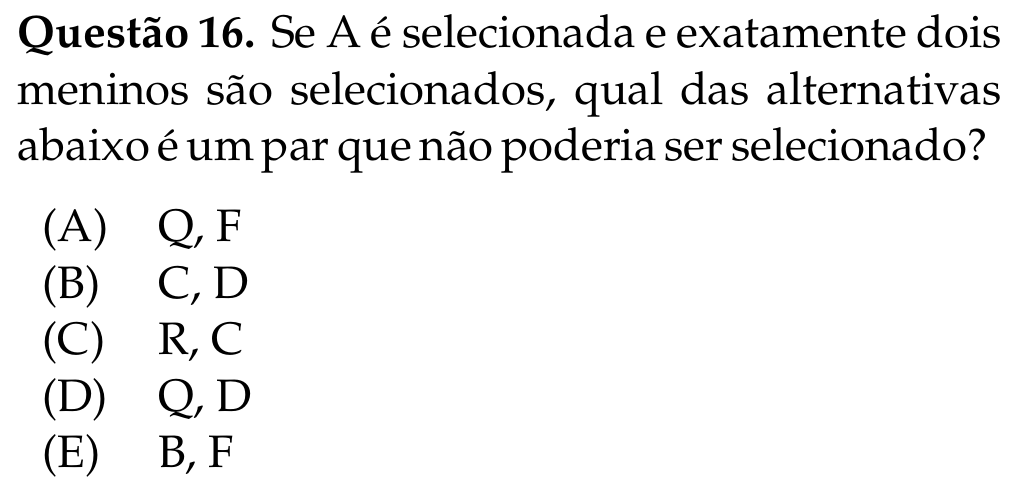 Questão 16. Se A é selecionada e exatamente dois
meninos são selecionados, qual das alternativas
abaixo é um par que não poderia ser selecionado?
(A) Q, F
(B) C, D
(C) R, C
(D) Q, D
(E) B, F